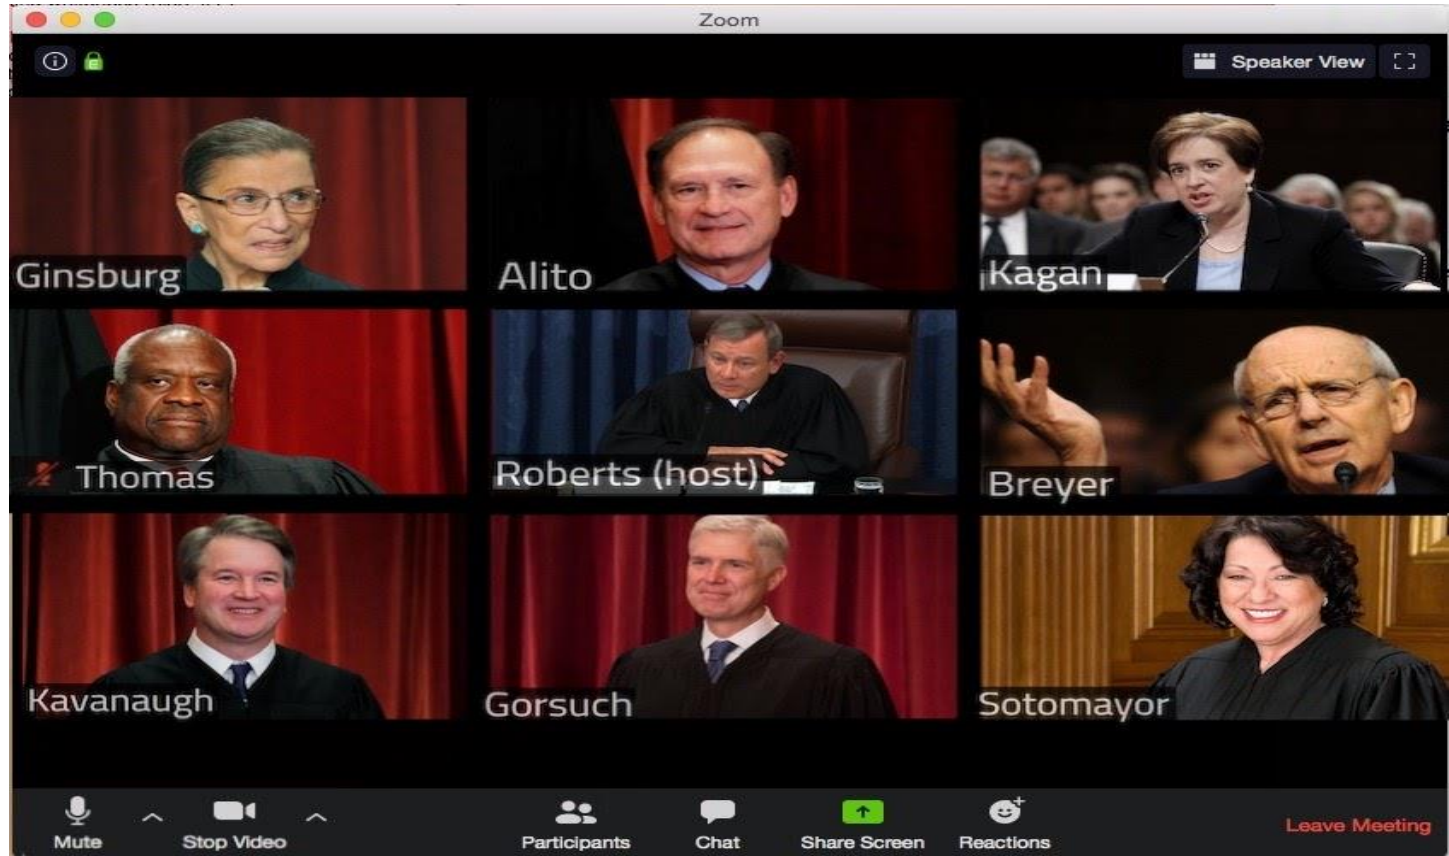 Zoom
Speaker View
Ginsburg
Alito
Kagan
Thomas
Roberts (host)
Breyer
Kavanaugh
Gorsuch
Sotomayor
Mute
Stop Video
Participants
Chat
Share Screen
Reactions
Leave Meeting